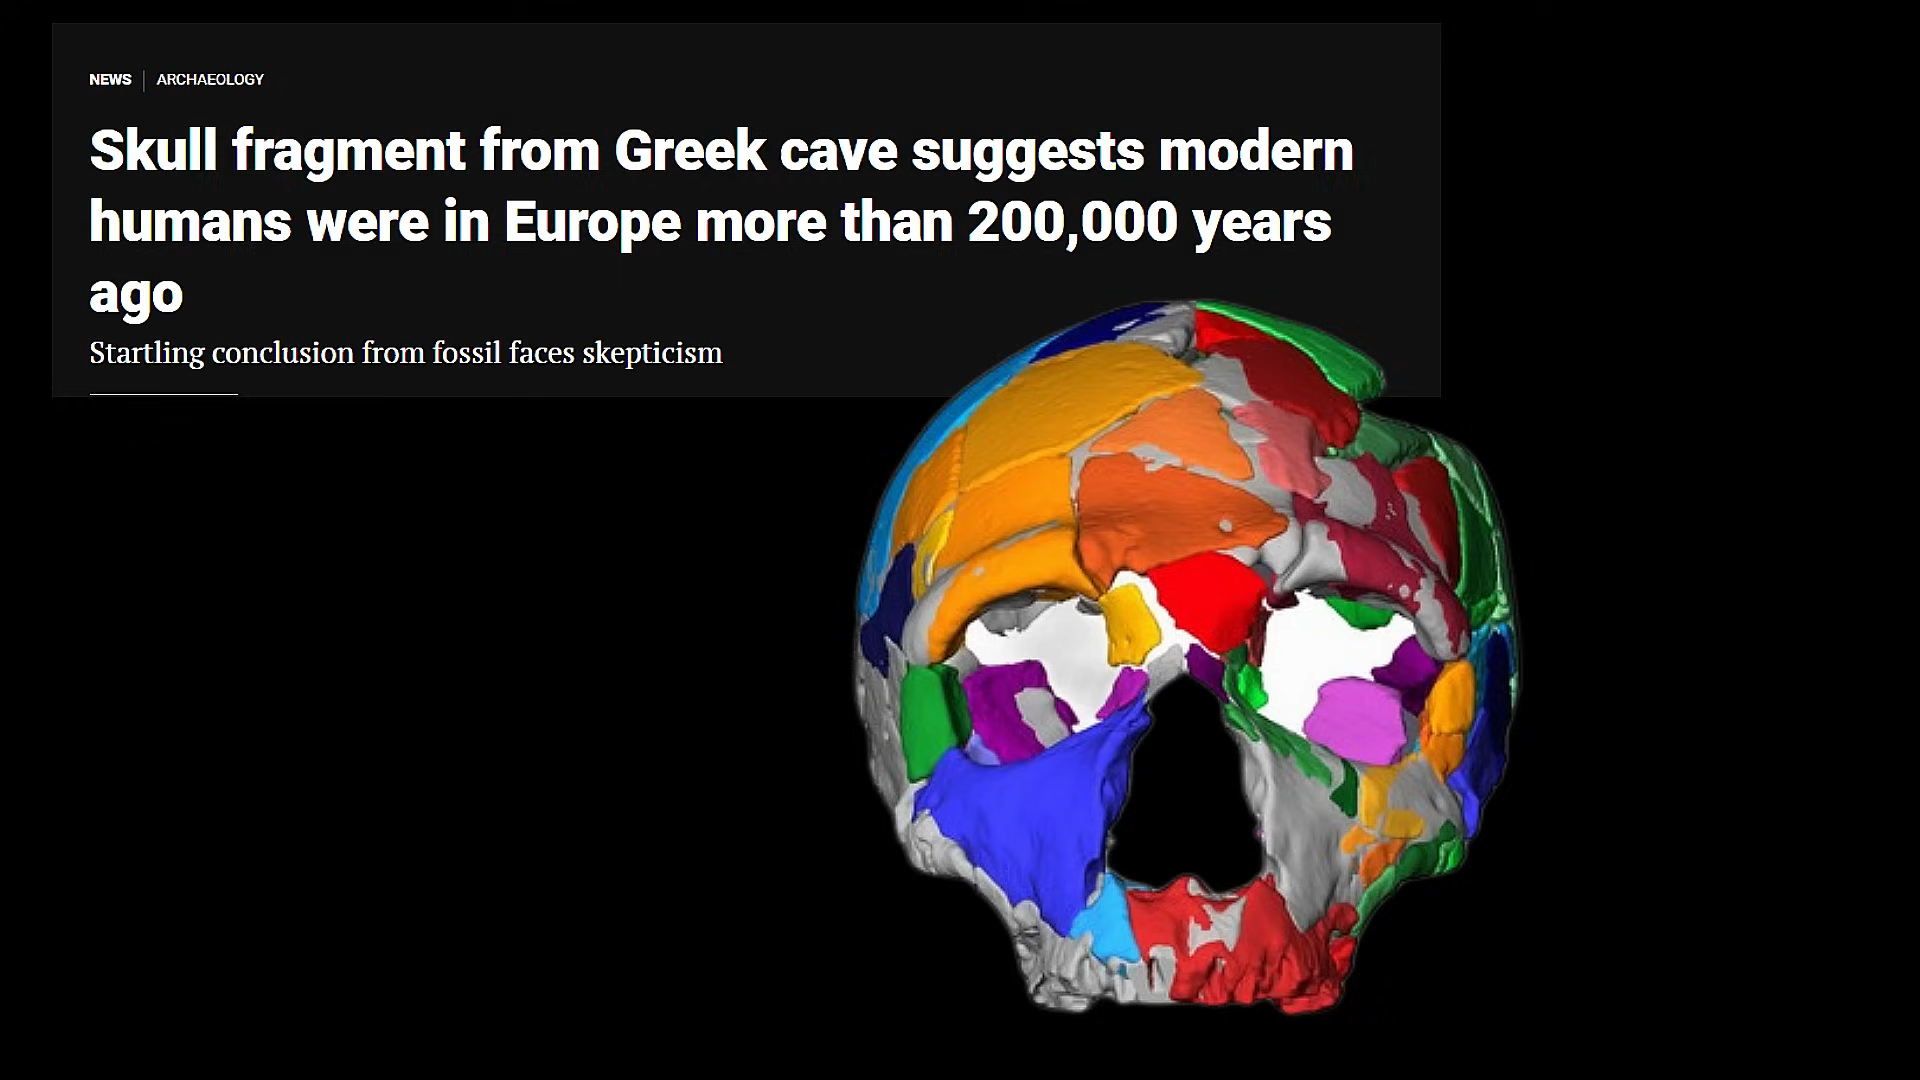 NEWS | ARCHAEOLOGY
Skull fragment from Greek cave suggests modern
humans were in Europe more than 200,000 years
ago
Startling conclusion from fossil faces skepticism